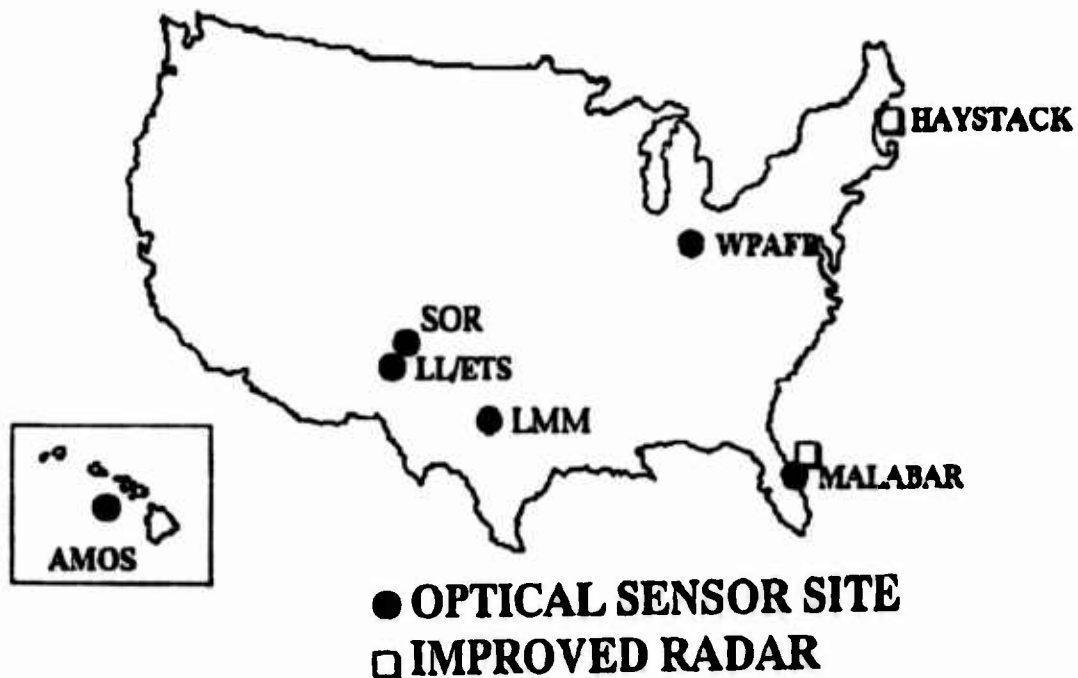 HAYSTACK
WPAFB
SOR
LL/ETS
LMM
MALABAR
AMOS
OPTICAL SENSOR SITE
IMPROVED RADAR